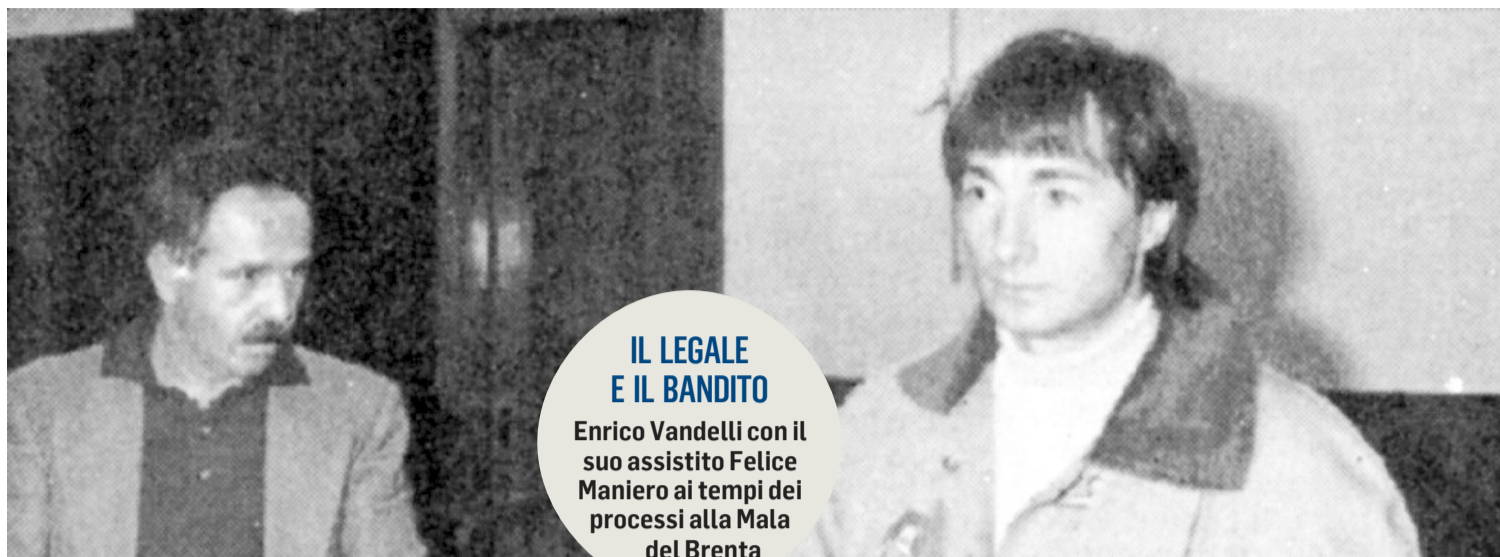 IL LEGALE
E IL BANDITO
Enrico Vandelli con il
suo assistito Felice
Maniero ai tempi dei
processi alla Mala
del Brenta